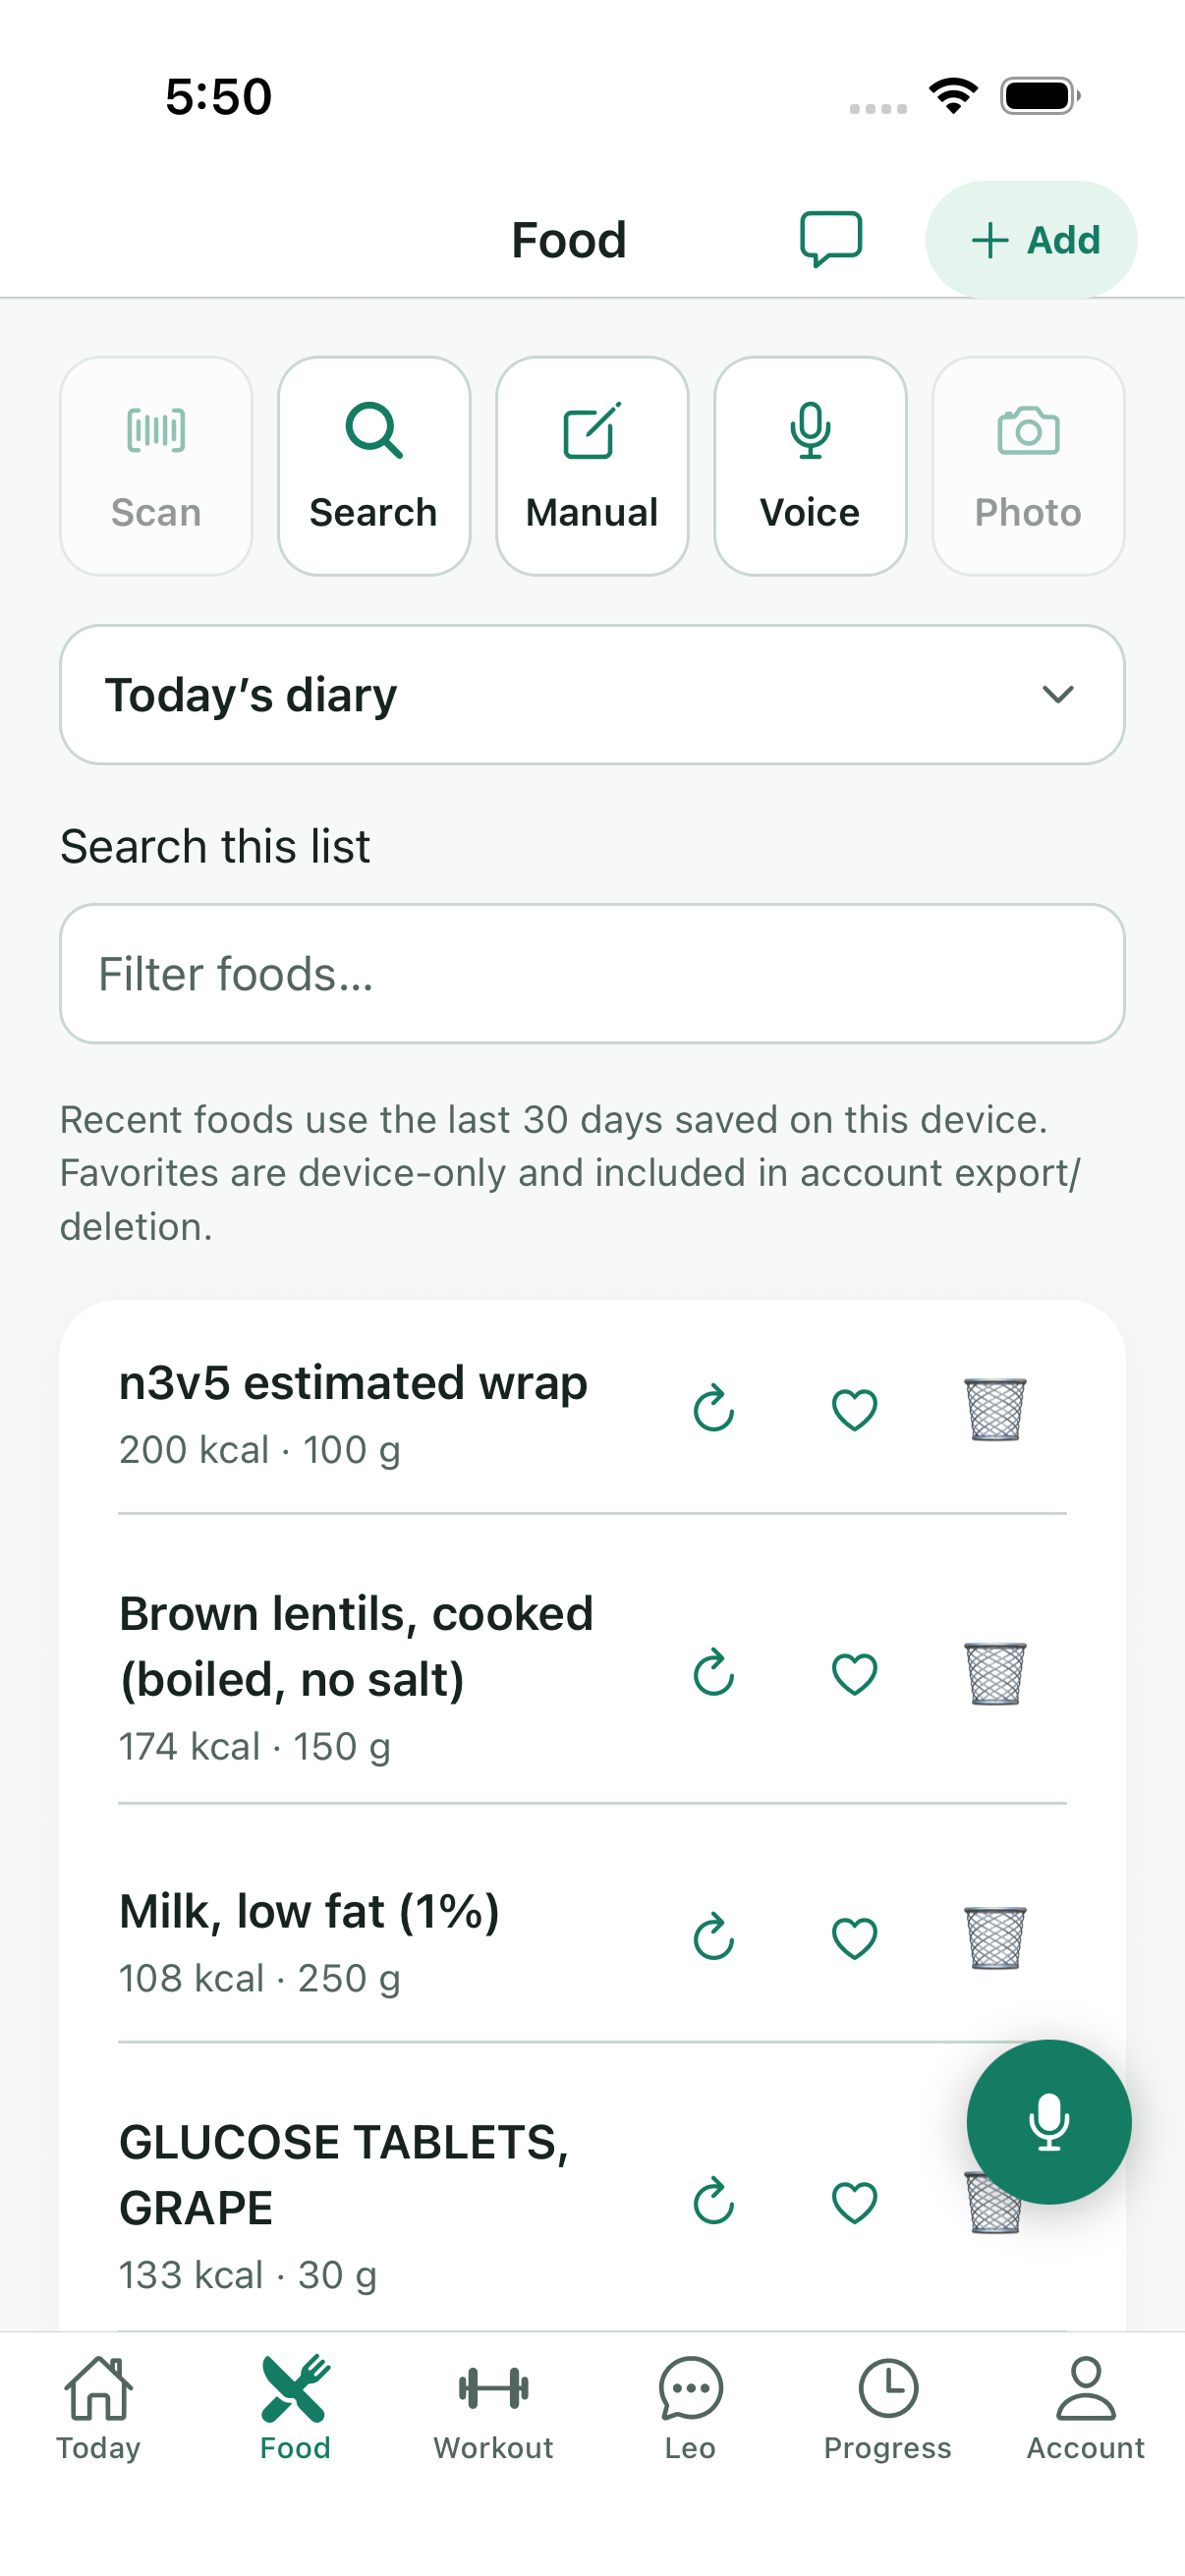 5:50
Food
Add
Scan
Search
Manual
Voice
Photo
Today’s diary
Search this list
Filter foods...
Recent foods use the last 30 days saved on this device.
Favorites are device-only and included in account export/
deletion.
n3v5 estimated wrap
200 kcal · 100 g
Brown lentils, cooked
(boiled, no salt)
174 kcal · 150 g
Milk, low fat (1%)
108 kcal · 250 g
GLUCOSE TABLETS,
GRAPE
133 kcal · 30 g
Today
Food
Workout
Leo
Progress
Account